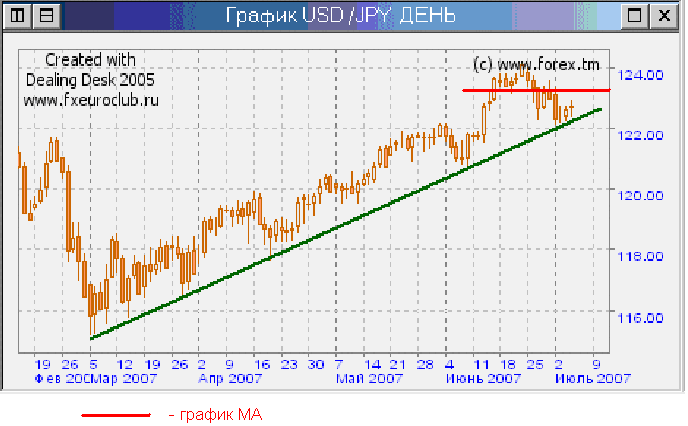 График USD /JPY ДЕНЬ
Created with
Dealing Desk 2005
www.fxeuroclub.ru
(c) www.forex.tm
124.00
122.00
120.00
118.00
116.00
19 26 5 12 19 26 2 9 16 23 30 7 14 21 28 4 11 18 25 2 9
Фев 200 Мар 2007 Апр 2007 Май 2007 Июнь 2007 Июль 2007
- график МА